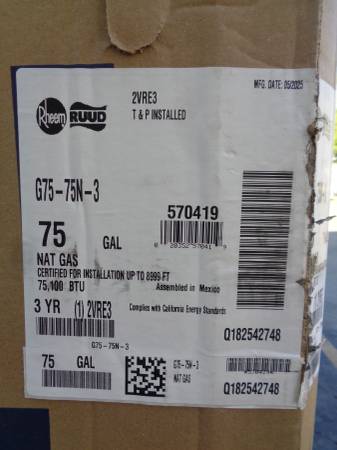 MFG. DATE: 05/2025
Rheem RUUD
2VRE3
T & P INSTALLED
G75-75N-3
570419
75 GAL
NAT GAS
CERTIFIED FOR INSTALLATION UP TO 8999 FT
75,100 BTU
Assembled in Mexico
3 YR (1) 2VRE3
Complies with California Energy Standards
Q182542748
G75-75N-3
75 GAL
G75-75N-3
NAT GAS
Q182542748